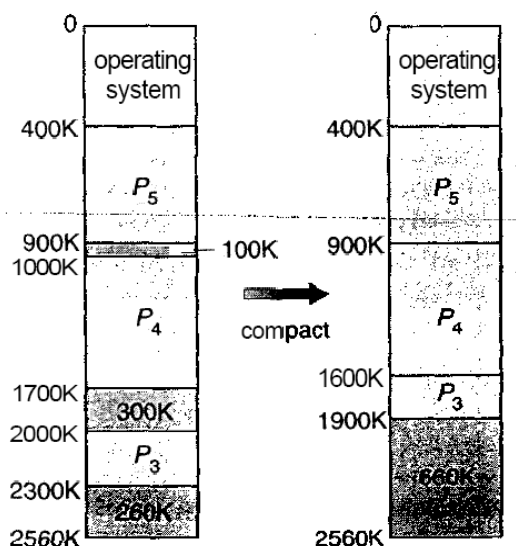 0
operating
system
400K
P5
900K
100K
1000K
P4
1700K
300K
2000K
P3
2300K
260K
2560K
compact
0
operating
system
400K
P5
900K
P4
1600K
P3
1900K
660K
2560K